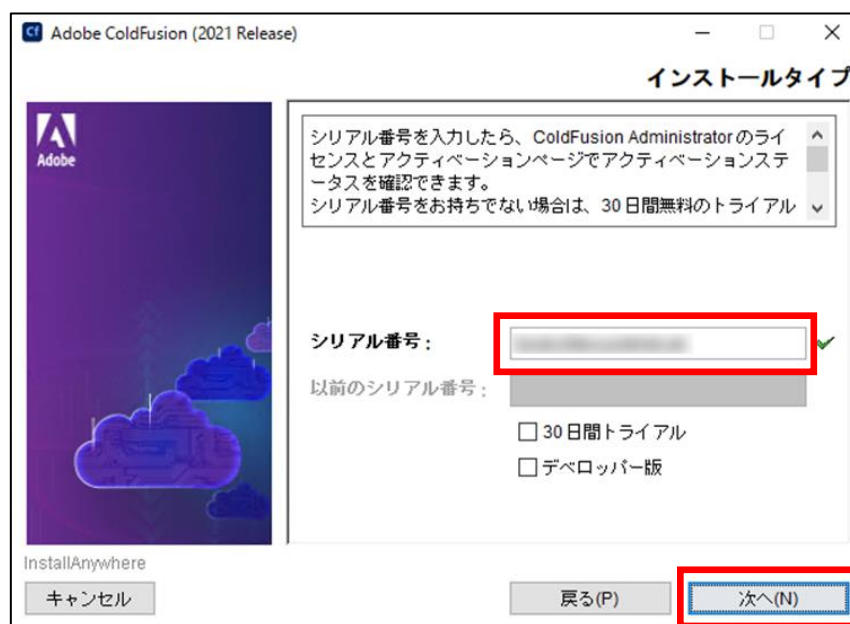 Adobe ColdFusion (2021 Release)
インストールタイプ
Adobe
シリアル番号を入力したら、ColdFusion Administrator のライ
センスとアクティベーションページでアクティベーションステ
ータスを確認できます。
シリアル番号をお持ちでない場合は、30 日間無料のトライアル
シリアル番号：
以前のシリアル番号：
30 日間トライアル
デベロッパー版
InstallAnywhere
キャンセル
戻る(P)
次へ(N)